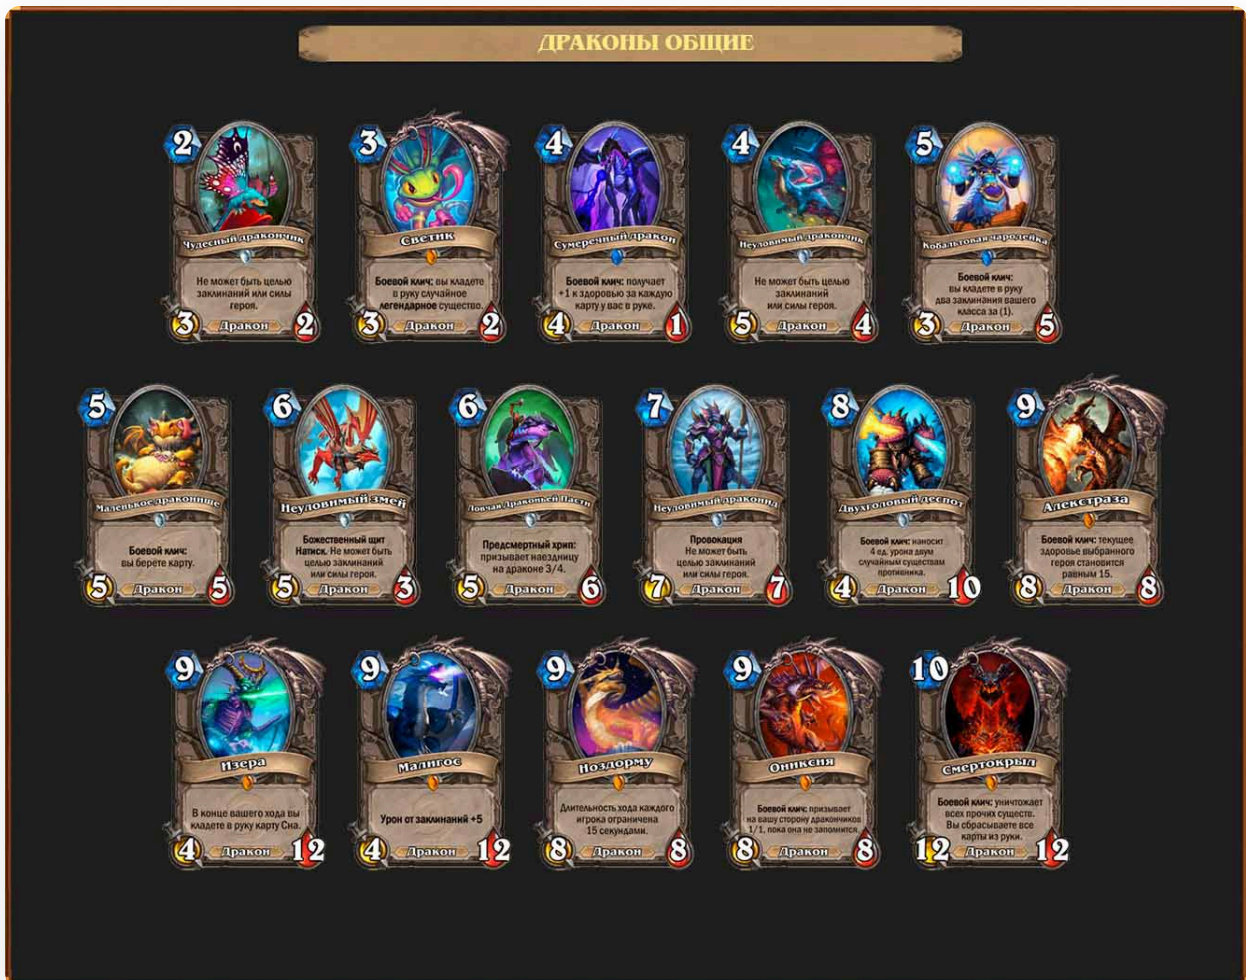 ДРАКОНЫ ОБЩИЕ
2
Чудесный дракончик
Не может быть целью
заклинаний или силы
героя.
3 Дракон 2
3
Светик
Боевой клич: вы кладете
в руку случайное
легендарное существо.
3 Дракон 2
4
Сумеречный дракон
Боевой клич: получает
+1 к здоровью за каждую
карту у вас в руке.
4 Дракон 1
4
Неуловимый дракончик
Не может быть целью
заклинаний
или силы героя.
5 Дракон 4
5
Кобальтовая чародейка
Боевой клич:
вы кладете в руку
два заклинания вашего
класса за (1).
3 Дракон 5
5
Маленькое драконище
Боевой клич:
вы берете карту.
5 Дракон 5
6
Неуловимый змей
Божественный щит
Натиск. Не может быть
целью заклинаний
или силы героя.
5 Дракон 3
6
Ловчая Драконьей Пасти
Предсмертный хрип:
призывает наездницу
на драконе 3/4.
5 Дракон 6
7
Неуловимый драконид
Провокация
Не может быть
целью заклинаний
или силы героя.
7 Дракон 7
8
Двухголовый деспот
Боевой клич: наносит
4 ед. урона двум
случайным существам
противника.
4 Дракон 10
9
Алекстраза
Боевой клич: текущее
здоровье выбранного
героя становится
равным 15.
8 Дракон 8
9
Изера
В конце вашего хода вы
кладете в руку карту Сна.
4 Дракон 12
9
Малигос
Урон от заклинаний +5
4 Дракон 12
9
Ноздорму
Длительность хода каждого
игрока ограничена
15 секундами.
8 Дракон 8
9
Ониксия
Боевой клич: призывает
на вашу сторону дракончиков
1/1, пока она не заполнится.
8 Дракон 8
10
Смертокрыл
Боевой клич: уничтожает
всех прочих существ.
Вы сбрасываете все
карты из руки.
12 Дракон 12